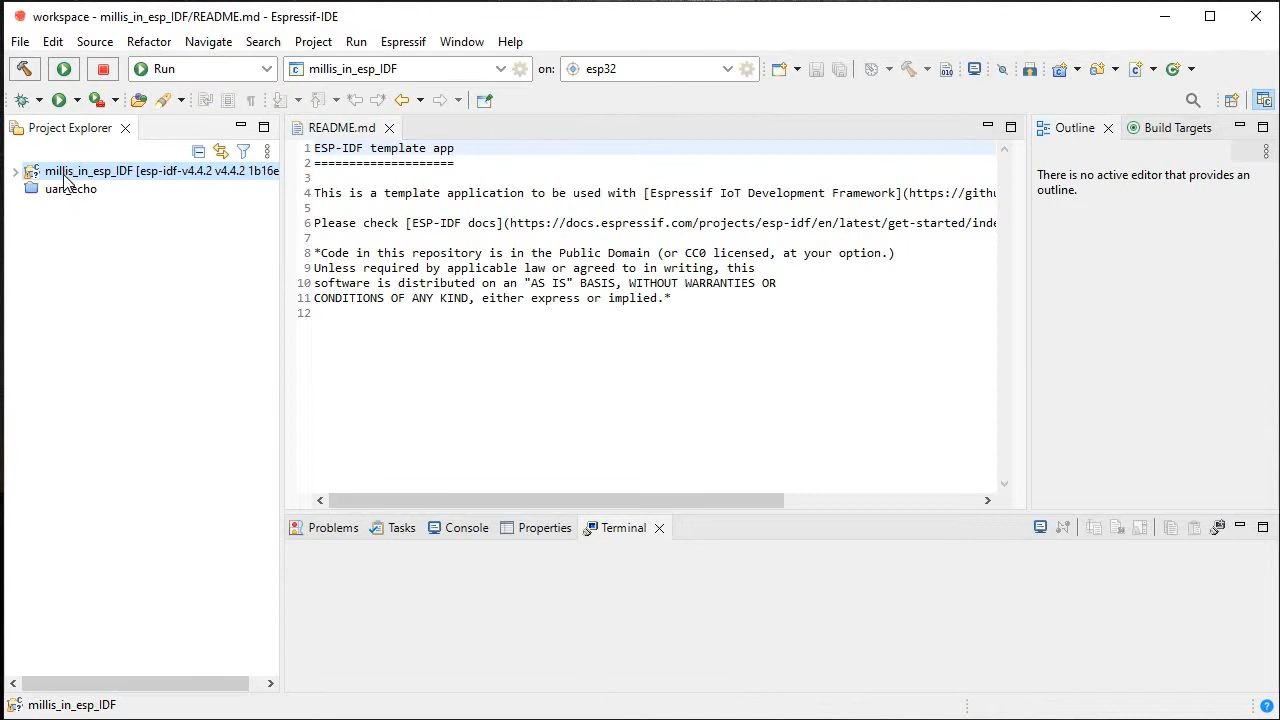 workspace - millis_in_esp_IDF/README.md - Espressif-IDE
File Edit Source Refactor Navigate Search Project Run Espressif Window Help
Run millis_in_esp_IDF on: esp32
Project Explorer
millis_in_esp_IDF [esp-idf-v4.4.2 v4.4.2 1b16e
uart_echo
README.md
1 ESP-IDF template app
2 ====================
3
4 This is a template application to be used with [Espressif IoT Development Framework](https://githu
5
6 Please check [ESP-IDF docs](https://docs.espressif.com/projects/esp-idf/en/latest/get-started/inde
7
8 *Code in this repository is in the Public Domain (or CC0 licensed, at your option.)
9 Unless required by applicable law or agreed to in writing, this
10 software is distributed on an "AS IS" BASIS, WITHOUT WARRANTIES OR
11 CONDITIONS OF ANY KIND, either express or implied.*
12
Outline Build Targets
There is no active editor that provides an
outline.
Problems Tasks Console Properties Terminal
millis_in_esp_IDF